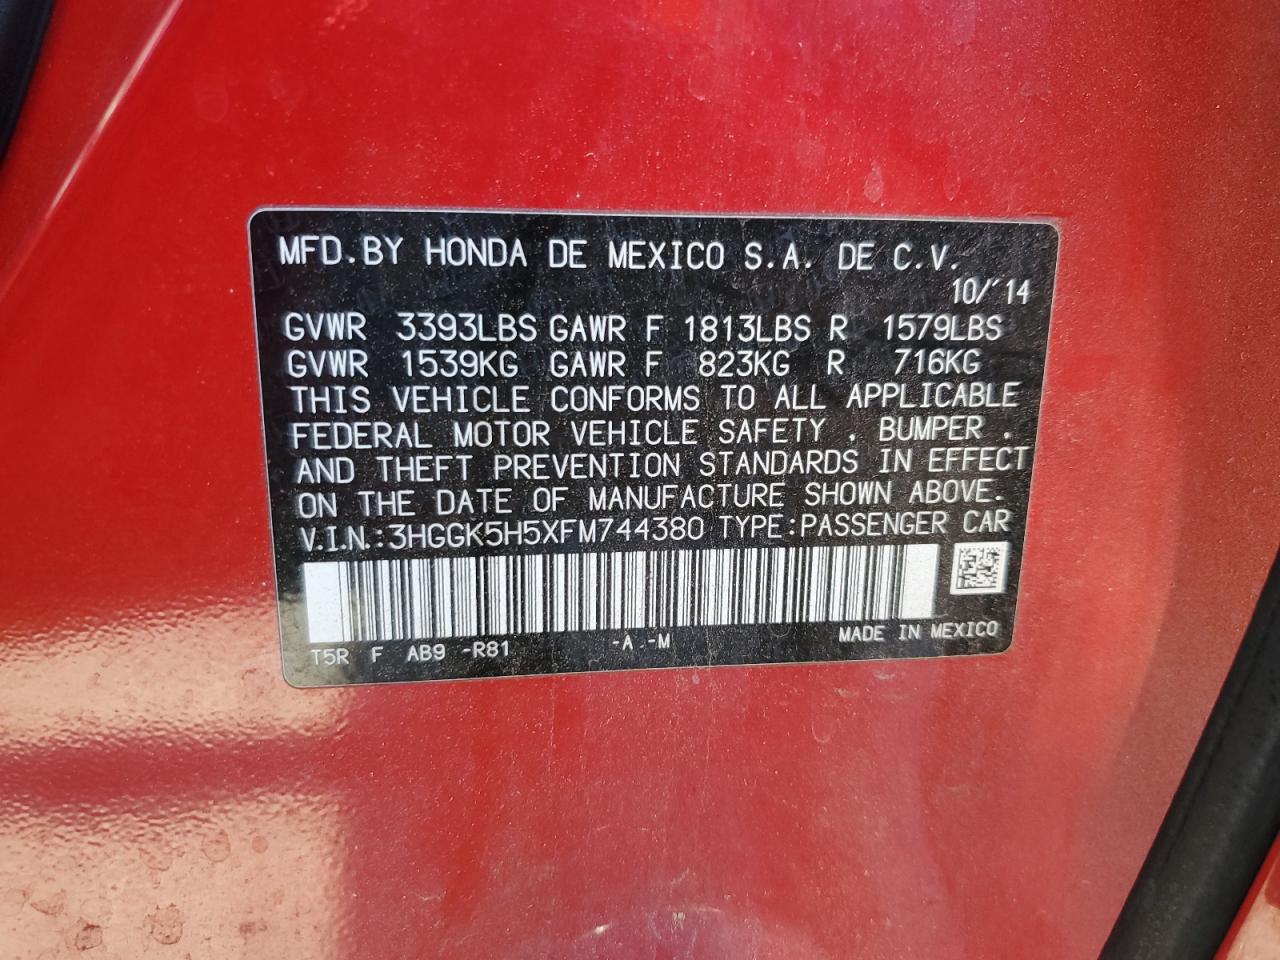 MFD.BY HONDA DE MEXICO S.A. DE C.V.
10/'14
GVWR 3393LBS GAWR F 1813LBS R 1579LBS
GVWR 1539KG GAWR F 823KG R 716KG
THIS VEHICLE CONFORMS TO ALL APPLICABLE
FEDERAL MOTOR VEHICLE SAFETY , BUMPER ,
AND THEFT PREVENTION STANDARDS IN EFFECT
ON THE DATE OF MANUFACTURE SHOWN ABOVE.
V.I.N.:3HGGK5H5XFM744380 TYPE:PASSENGER CAR
T5R F AB9 -R81 -A -M MADE IN MEXICO